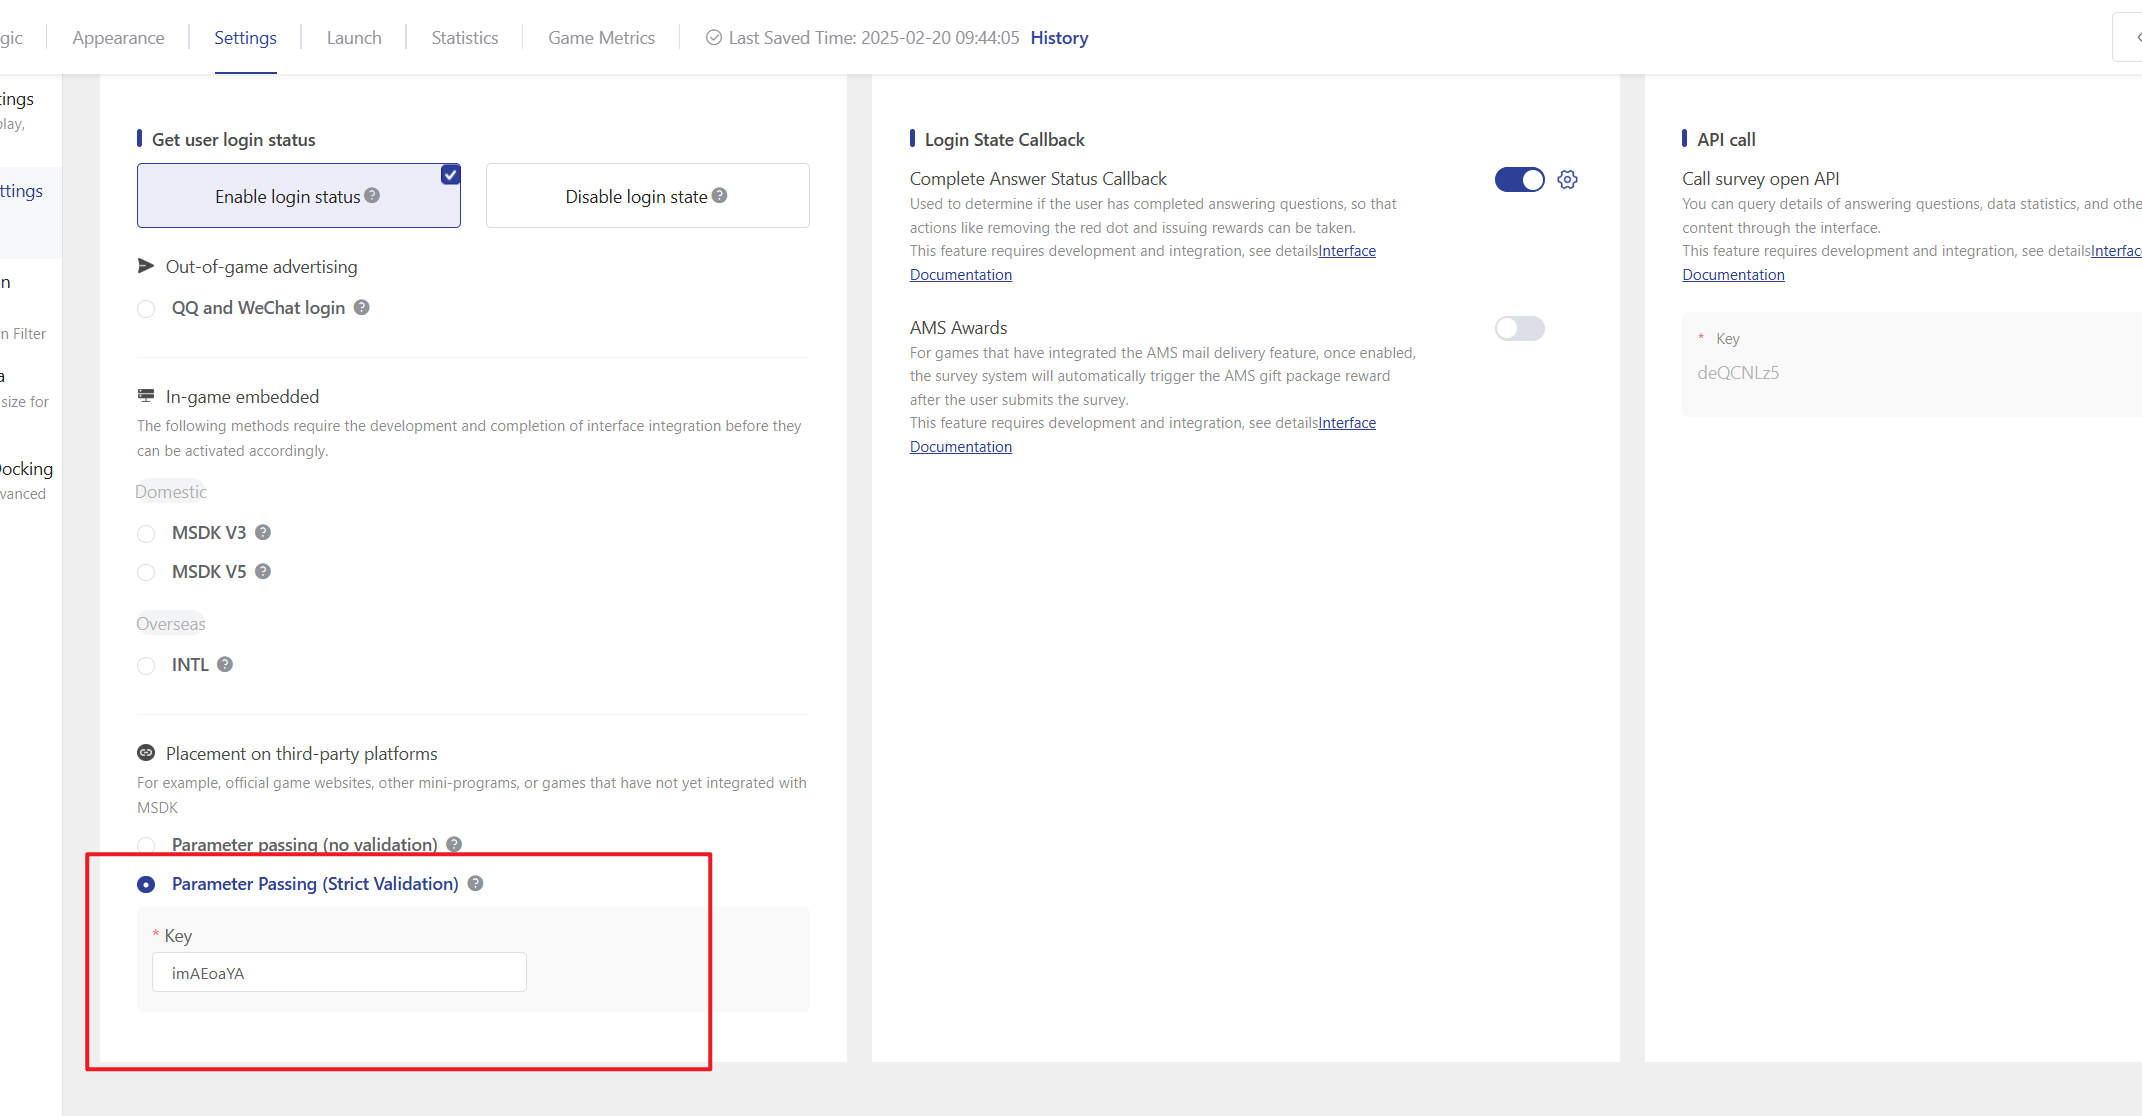 gic
Appearance
Settings
Launch
Statistics
Game Metrics
Last Saved Time: 2025-02-20 09:44:05 History
tings
play,
ttings
n
n Filter
a
size for
Docking
vanced
Get user login status
Enable login status
Disable login state
Out-of-game advertising
QQ and WeChat login
In-game embedded
The following methods require the development and completion of interface integration before they
can be activated accordingly.
Domestic
MSDK V3
MSDK V5
Overseas
INTL
Placement on third-party platforms
For example, official game websites, other mini-programs, or games that have not yet integrated with
MSDK
Parameter passing (no validation)
Parameter Passing (Strict Validation)
* Key
imAEoaYA
Login State Callback
Complete Answer Status Callback
Used to determine if the user has completed answering questions, so that
actions like removing the red dot and issuing rewards can be taken.
This feature requires development and integration, see detailsInterface
Documentation
AMS Awards
For games that have integrated the AMS mail delivery feature, once enabled,
the survey system will automatically trigger the AMS gift package reward
after the user submits the survey.
This feature requires development and integration, see detailsInterface
Documentation
API call
Call survey open API
You can query details of answering questions, data statistics, and othe
content through the interface.
This feature requires development and integration, see detailsInterfac
Documentation
* Key
deQCNLz5